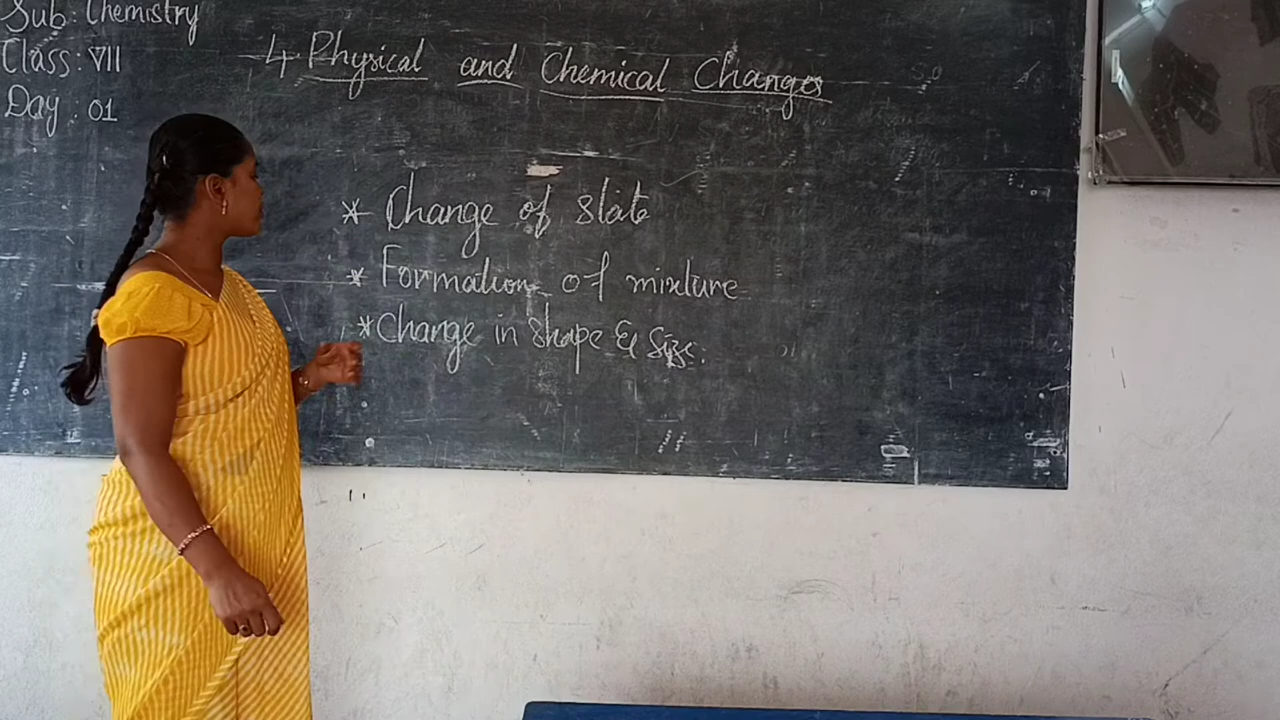 Sub: Chemistry
Class: VII
Day: 01
4. Physical and Chemical Changes
* Change of state
* Formation of mixture
* Change in shape & size.